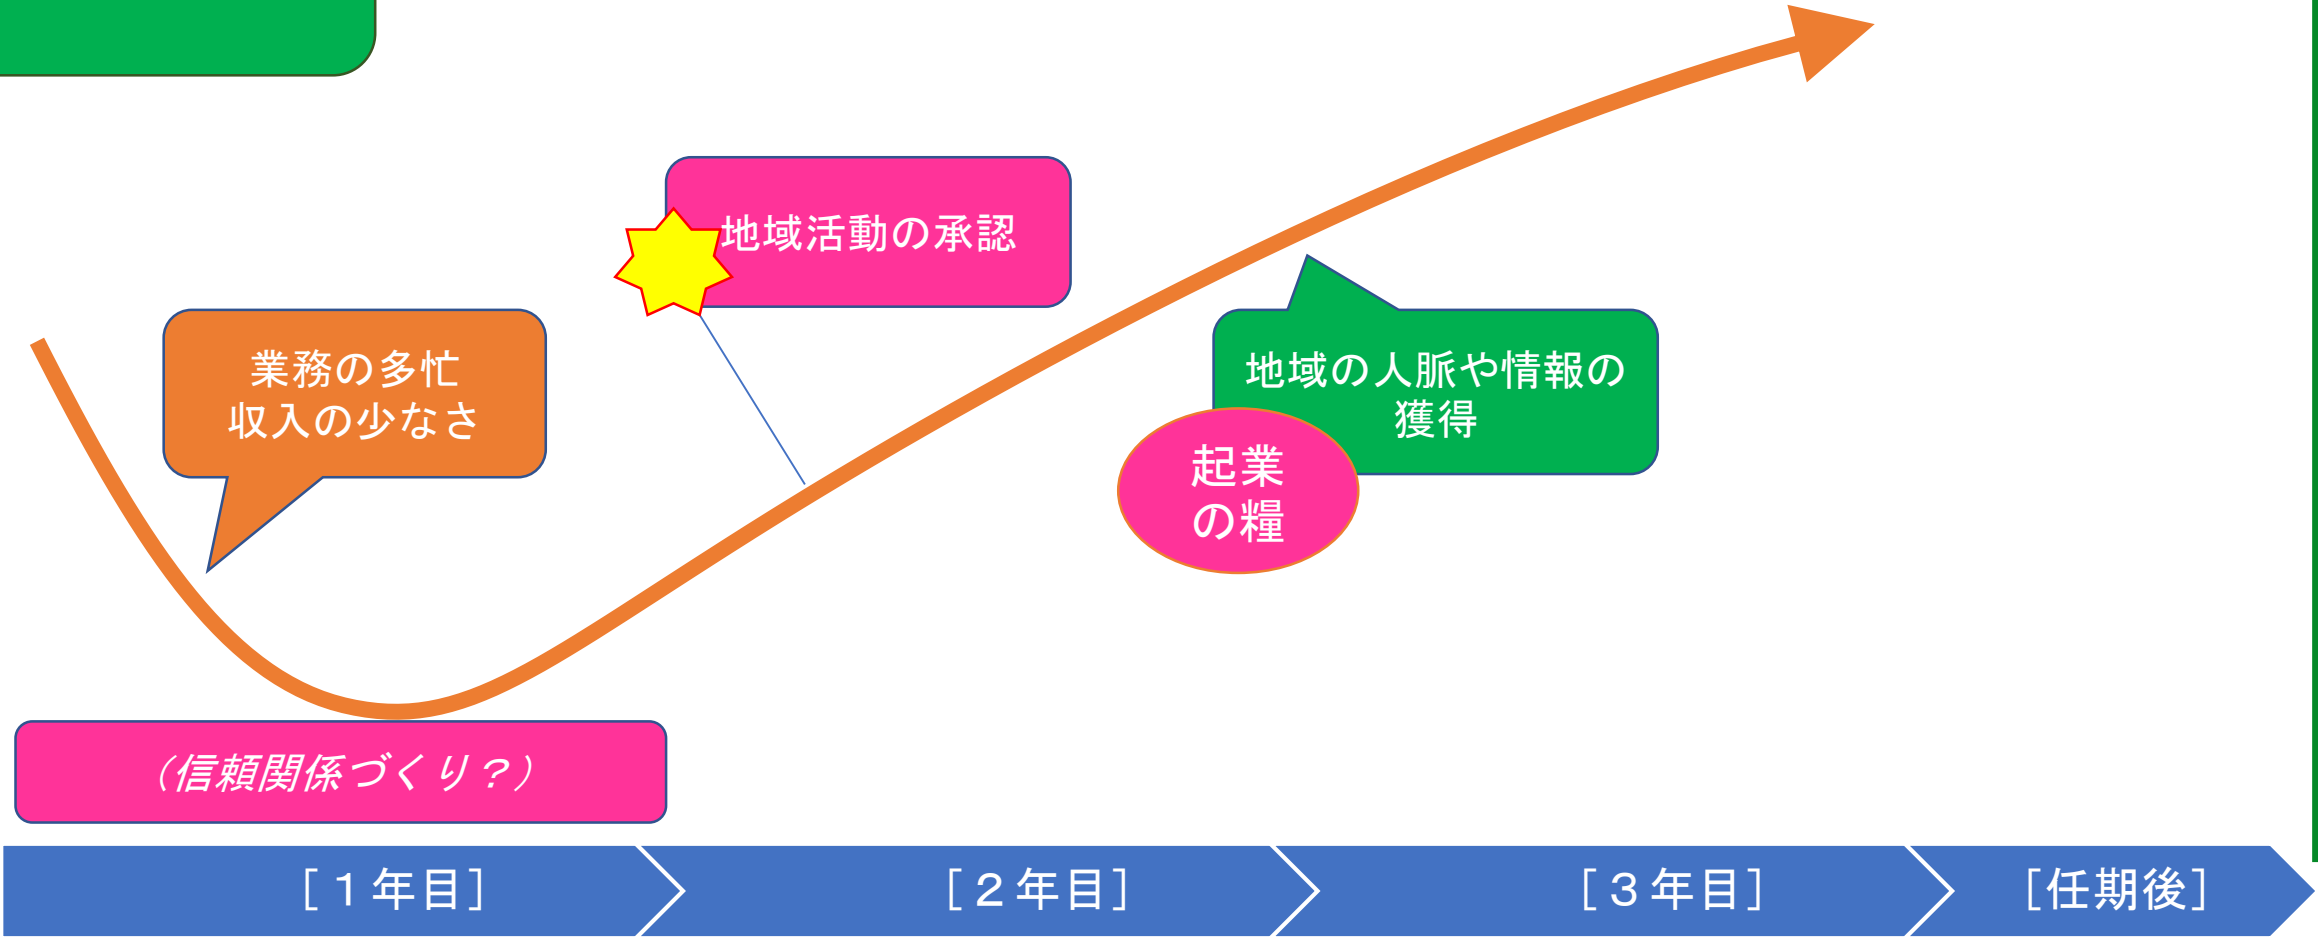 地域活動の承認
業務の多忙
収入の少なさ
地域の人脈や情報の
獲得
起業
の糧
（信頼関係づくり？）
［１年目］
［２年目］
［３年目］
［任期後］